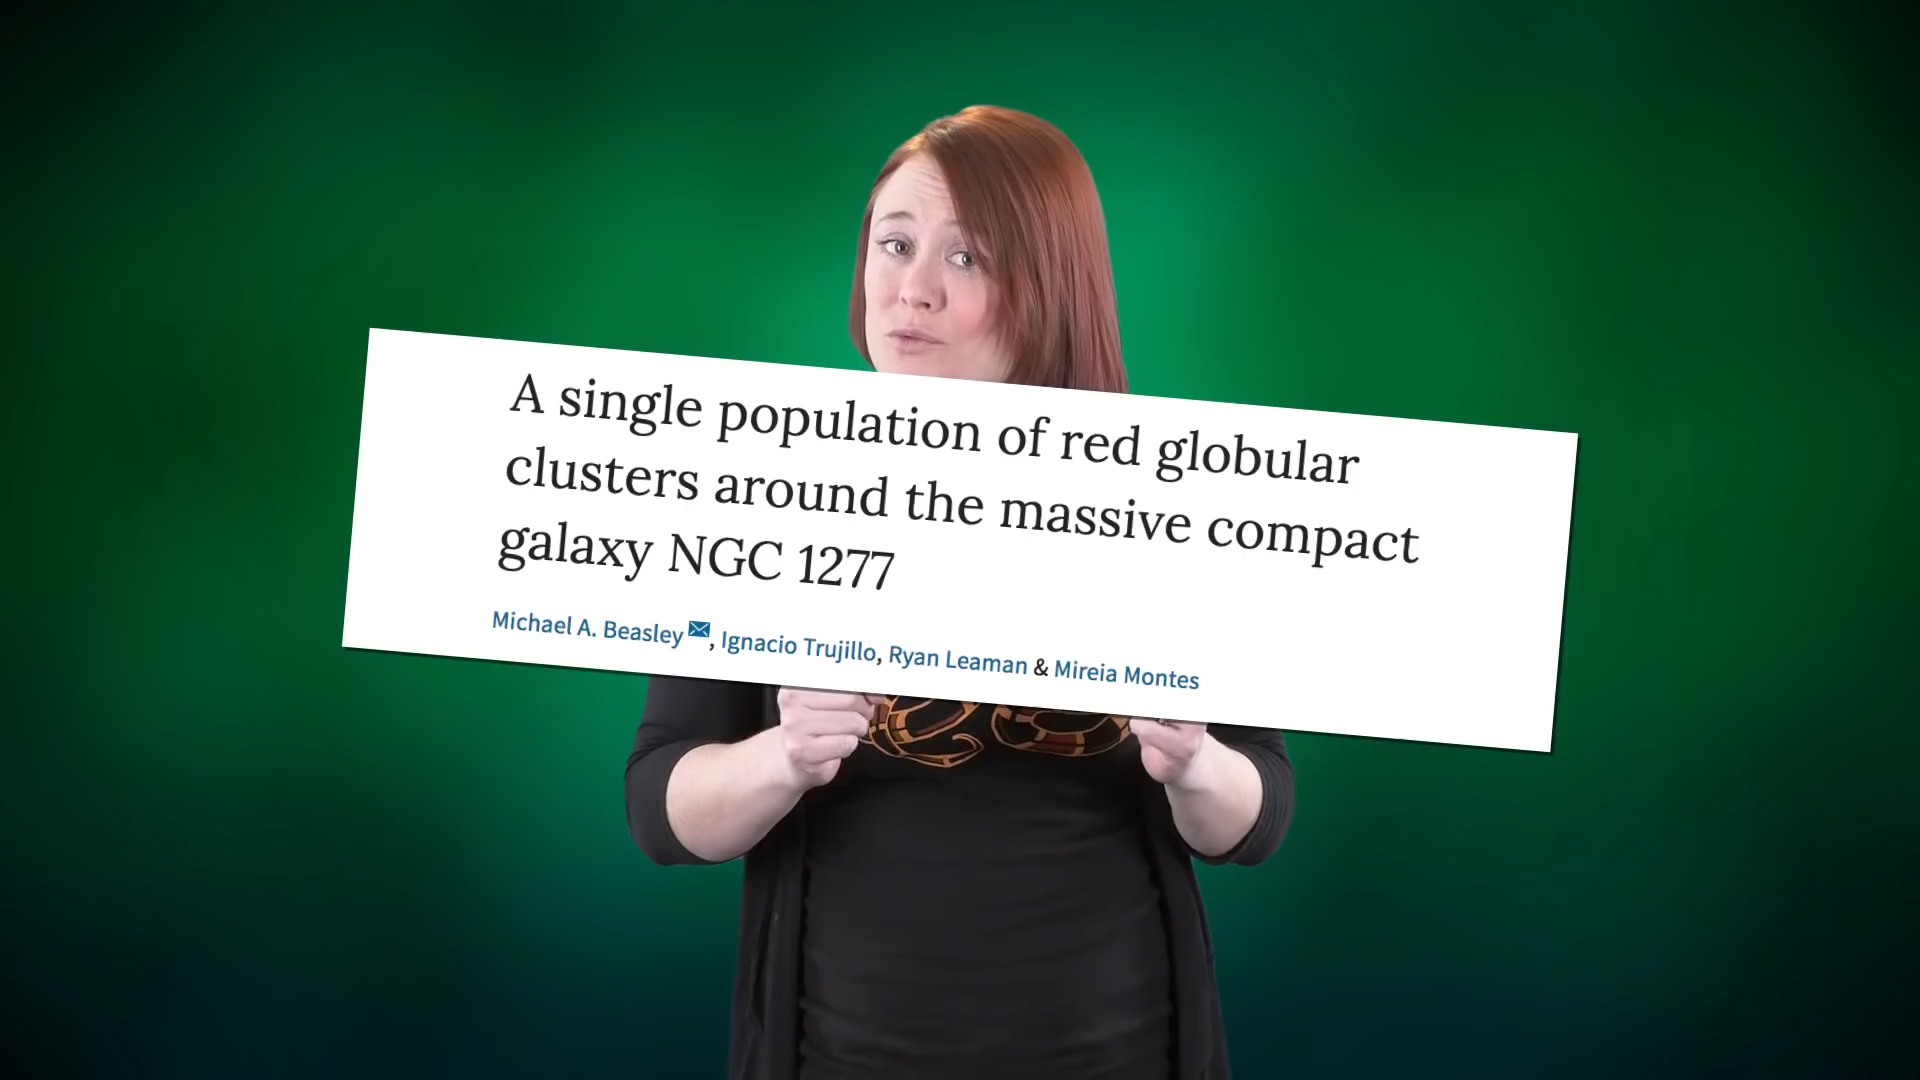 A single population of red globular
clusters around the massive compact
galaxy NGC 1277
Michael A. Beasley, Ignacio Trujillo, Ryan Leaman & Mireia Montes